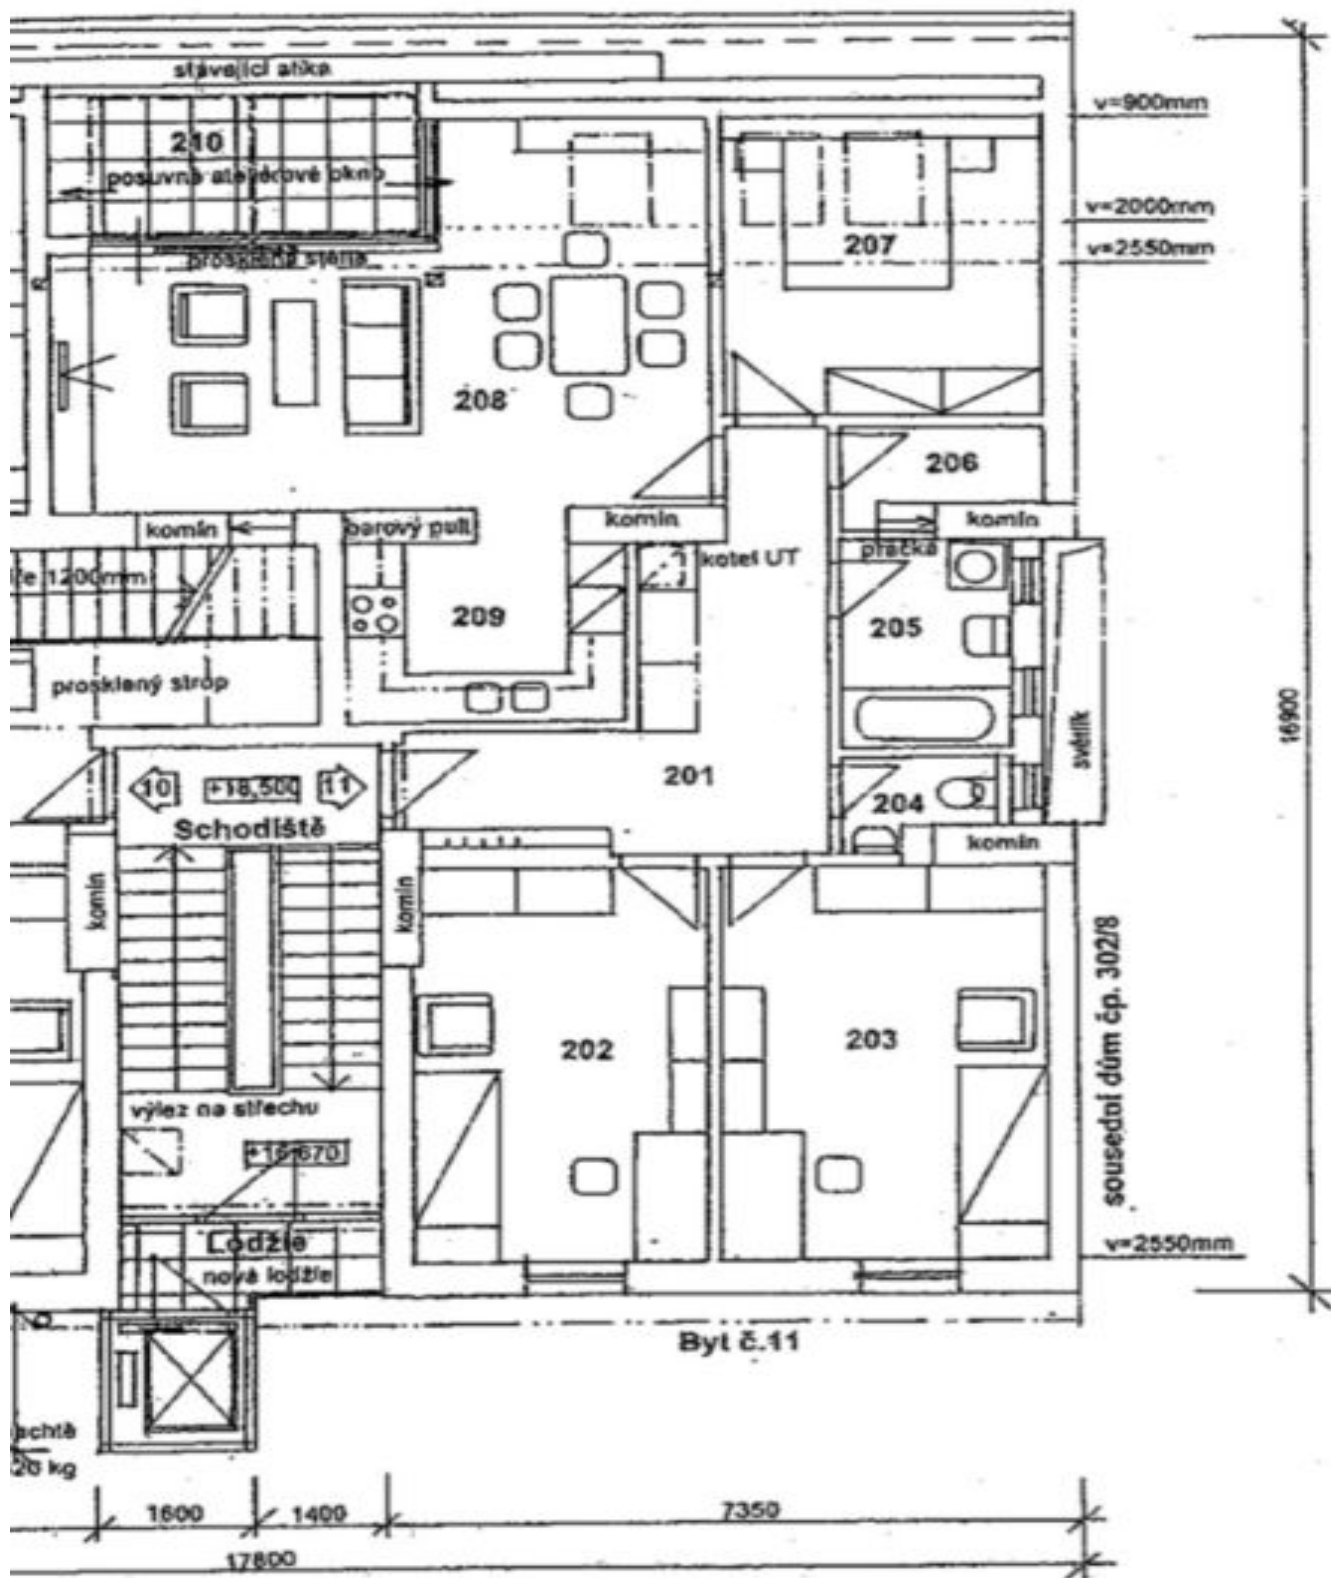 stávající atika
v=900mm
210
posuvné ateliérové okno
v=2000mm
207
v=2550mm
prosklená stěna
208
206
komín
barový pult
komín
komín
kotel ÚT
pračka
1200mm
209
205
prosklený strop
světlík
16900
201
10
+18,500
11
204
Schodiště
komín
komín
komín
202
203
sousední dům čp. 302/8
výlez na střechu
Lodžie
nová lodžie
v=2550mm
Byt č.11
20 kg
1600
1400
7350
17800